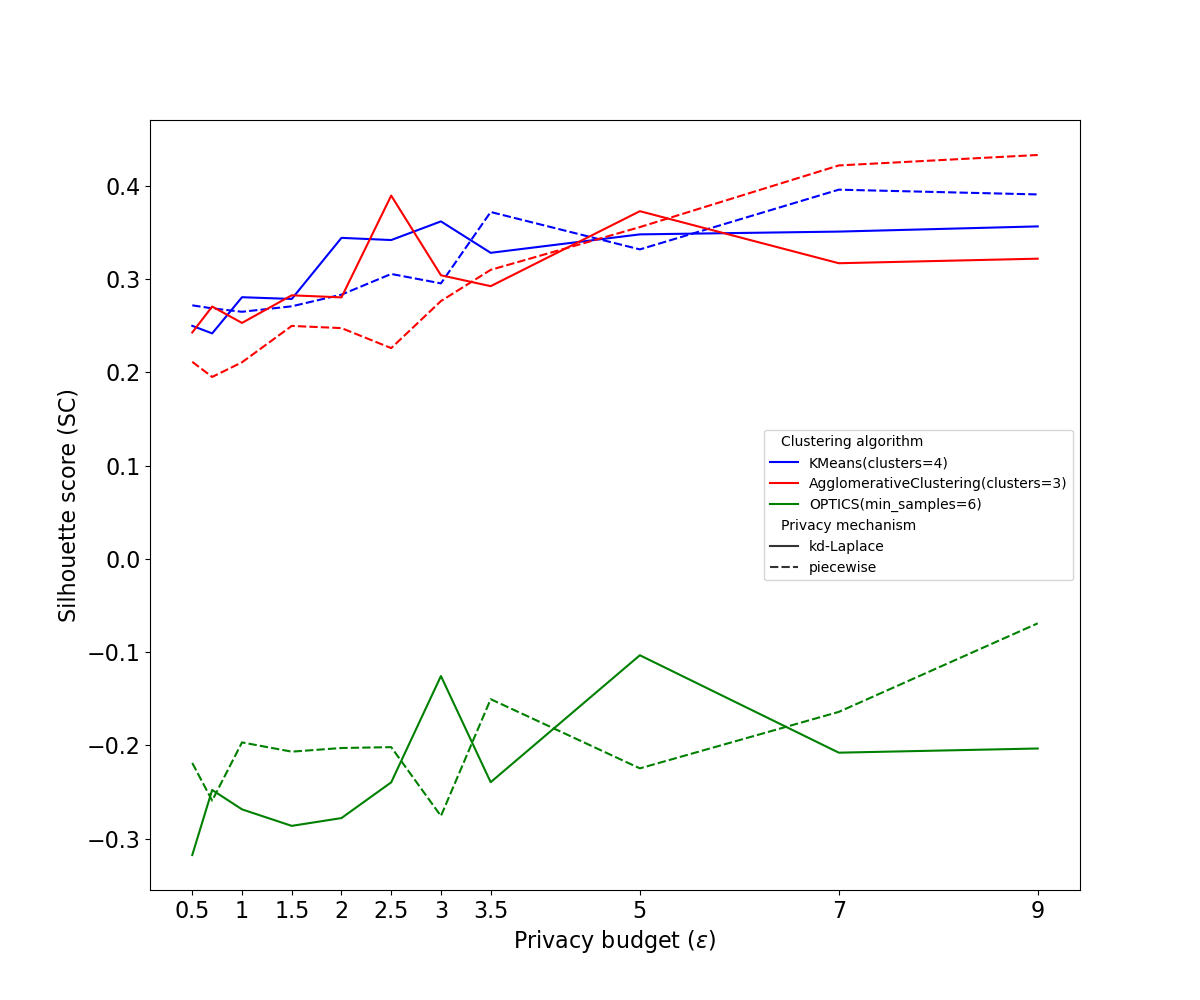 0.4
0.3
0.2
0.1
0.0
−0.1
−0.2
−0.3
Silhouette score (SC)
Clustering algorithm
KMeans(clusters=4)
AgglomerativeClustering(clusters=3)
OPTICS(min_samples=6)
Privacy mechanism
kd-Laplace
piecewise
0.5 1 1.5 2 2.5 3 3.5 5 7 9
Privacy budget (ε)